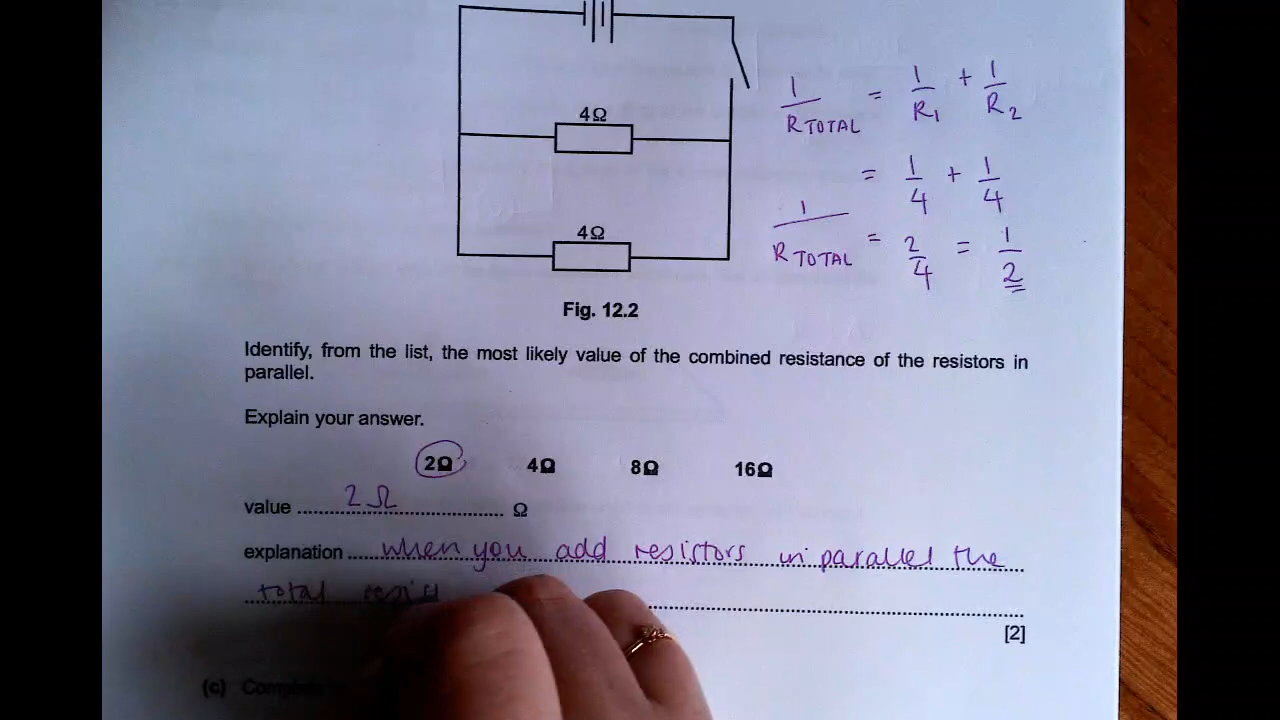 4Ω
1/R TOTAL = 1/R1 + 1/R2
= 1/4 + 1/4
4Ω
1/R TOTAL = 2/4 = 1/2
Fig. 12.2
Identify, from the list, the most likely value of the combined resistance of the resistors in
parallel.
Explain your answer.
2Ω 4Ω 8Ω 16Ω
value 2Ω Ω
explanation when you add resistors in parallel the
total
[2]
(c)